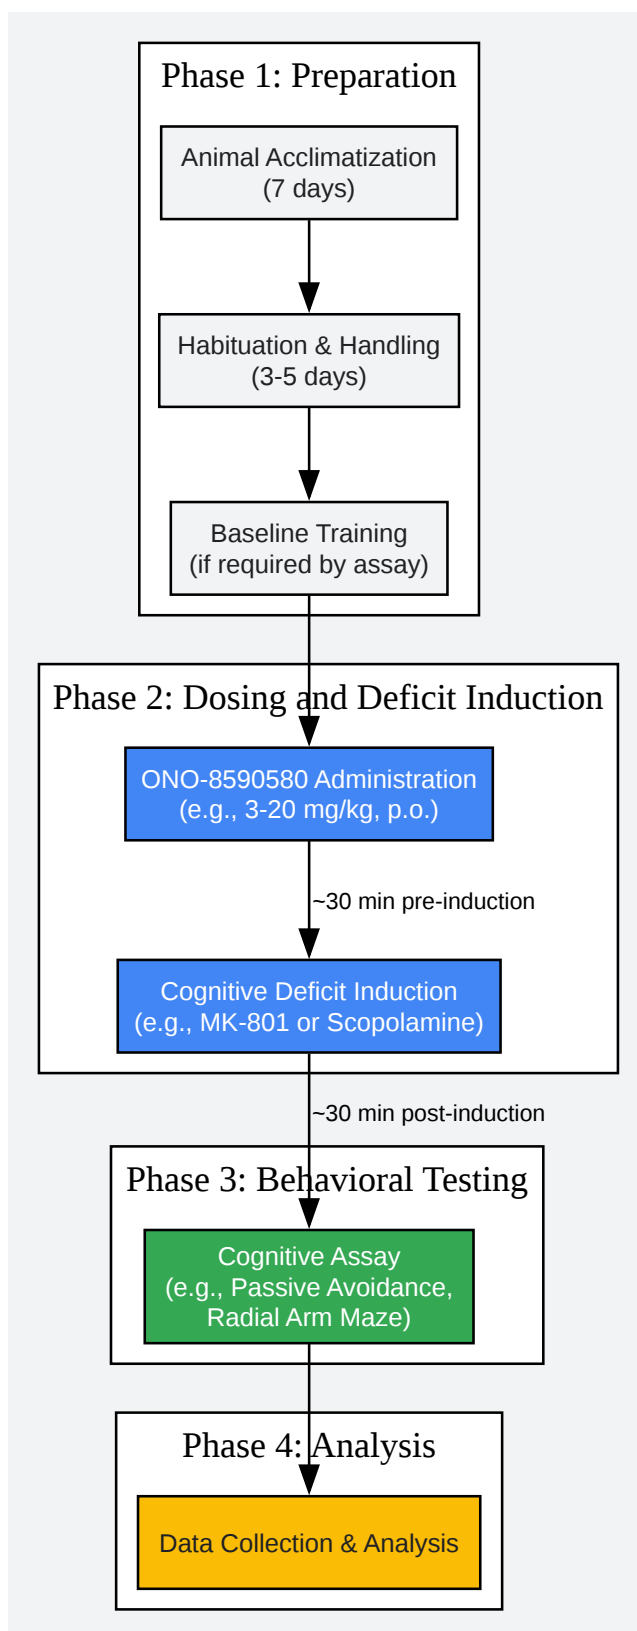 Phase 1: Preparation
Animal Acclimatization
(7 days)
Habituation & Handling
(3-5 days)
Baseline Training
(if required by assay)
Phase 2: Dosing and Deficit Induction
ONO-8590580 Administration
(e.g., 3-20 mg/kg, p.o.)
~30 min pre-induction
Cognitive Deficit Induction
(e.g., MK-801 or Scopolamine)
~30 min post-induction
Phase 3: Behavioral Testing
Cognitive Assay
(e.g., Passive Avoidance,
Radial Arm Maze)
Phase 4: Analysis
Data Collection & Analysis